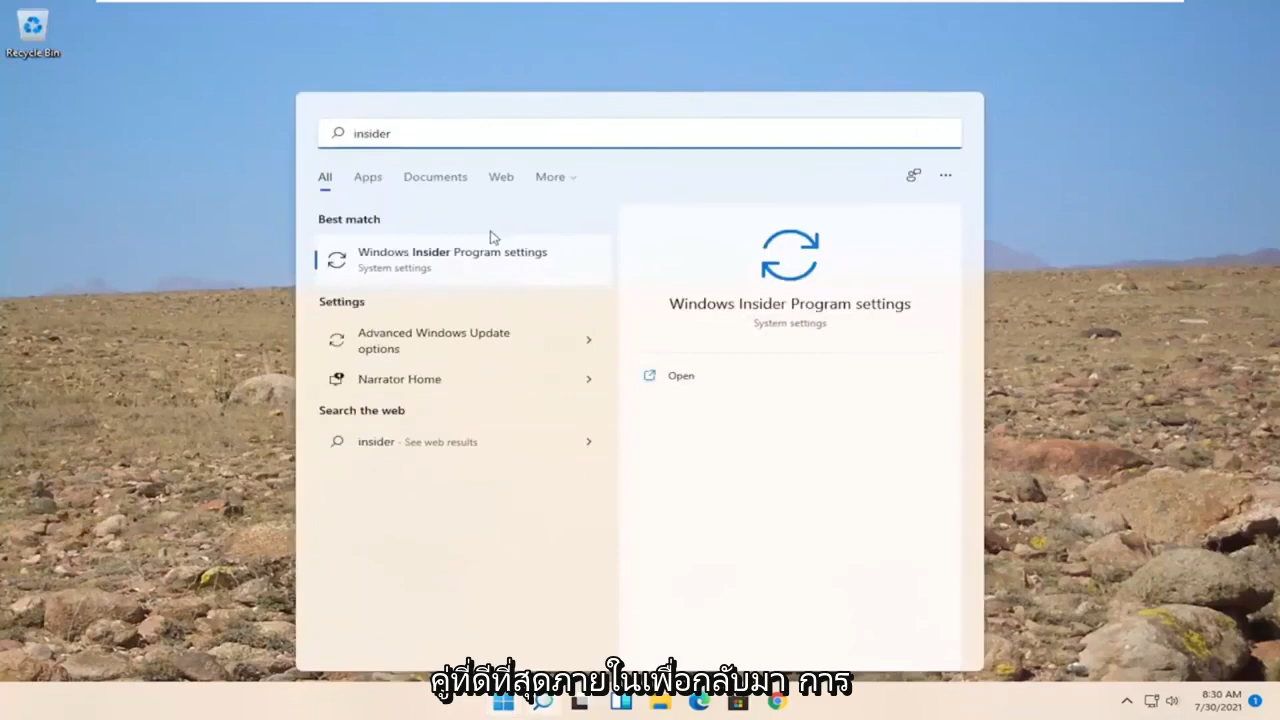 Recycle Bin
insider
All Apps Documents Web More
Best match
Windows Insider Program settings
System settings
Settings
Advanced Windows Update
options
Narrator Home
Search the web
insider - See web results
Windows Insider Program settings
System settings
Open
คู่ที่ดีที่สุดภายในเพื่อกลับมา การ
8:30 AM
7/30/2021
1